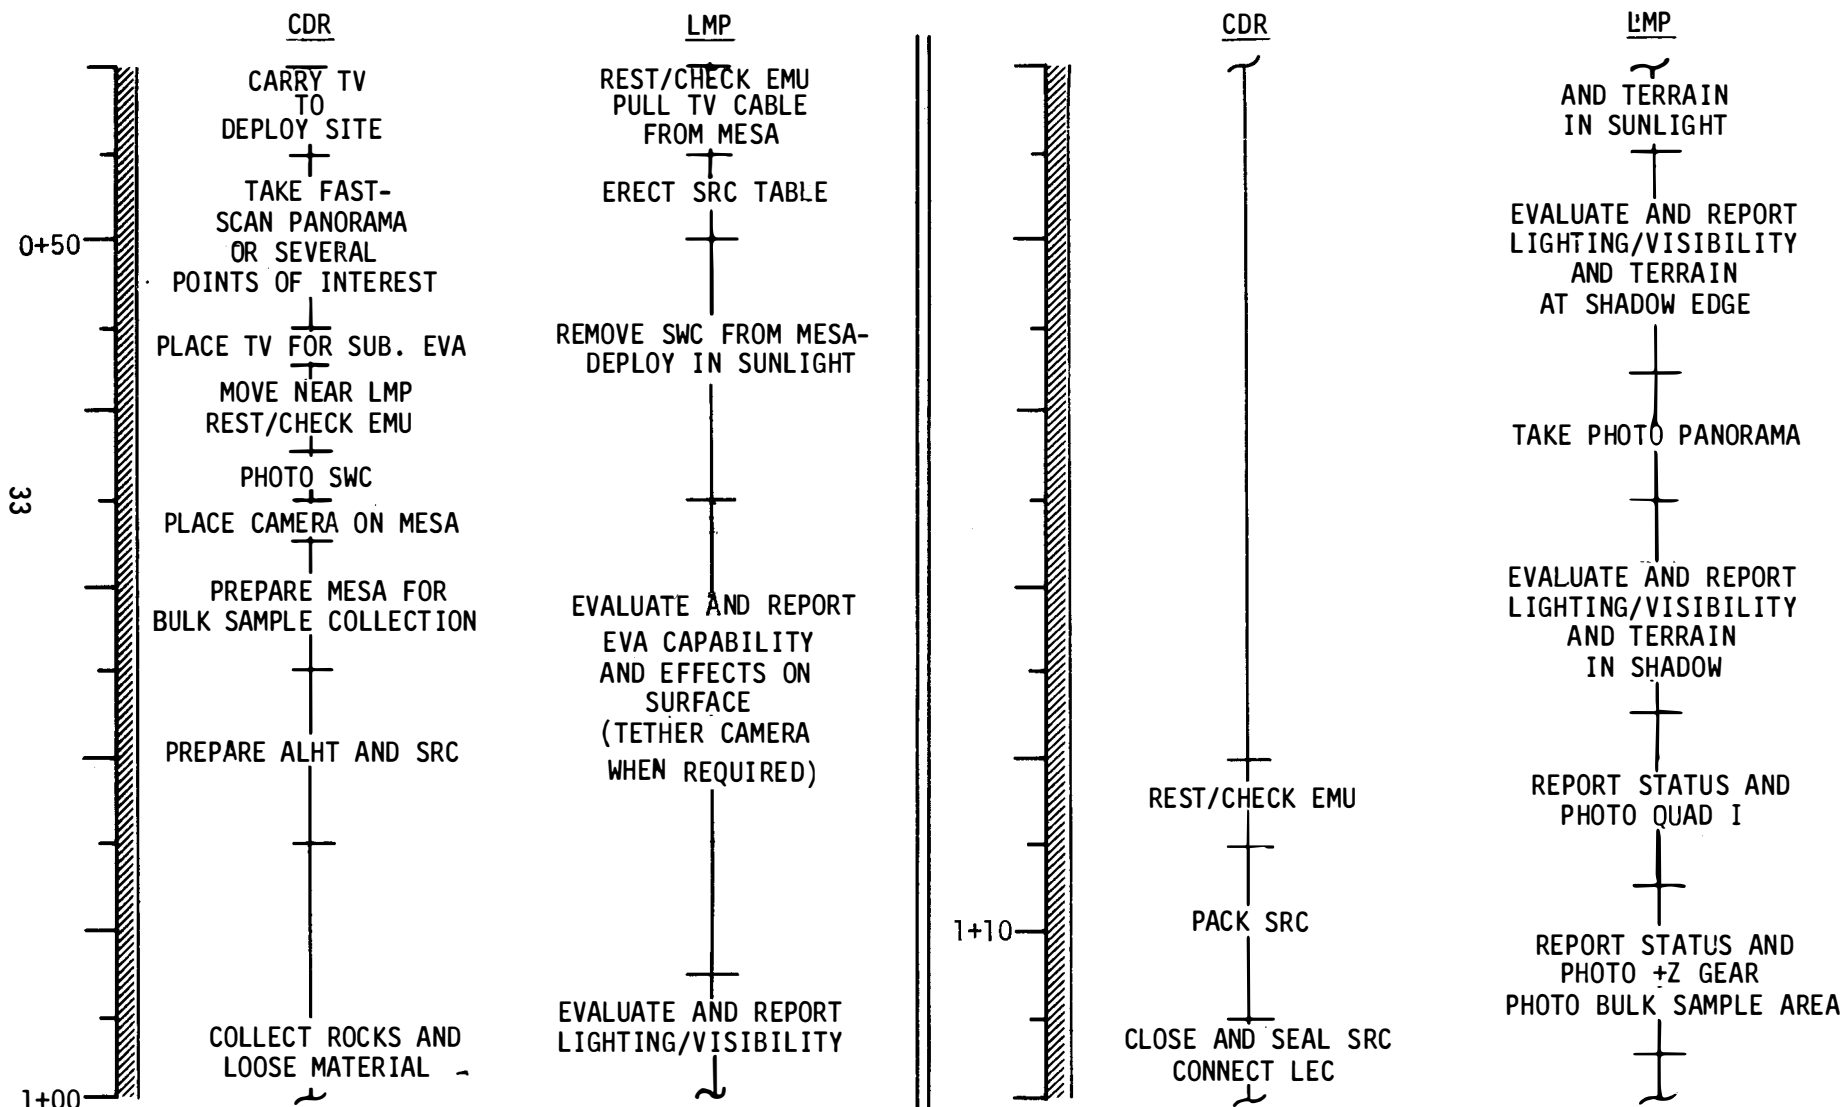 CDR
CARRY TV
TO
DEPLOY SITE
TAKE FAST-
SCAN PANORAMA
OR SEVERAL
POINTS OF INTEREST
PLACE TV FOR SUB. EVA
MOVE NEAR LMP
REST/CHECK EMU
PHOTO SWC
PLACE CAMERA ON MESA
PREPARE MESA FOR
BULK SAMPLE COLLECTION
PREPARE ALHT AND SRC
COLLECT ROCKS AND
LOOSE MATERIAL
0+50
1+00
33
LMP
REST/CHECK EMU
PULL TV CABLE
FROM MESA
ERECT SRC TABLE
REMOVE SWC FROM MESA-
DEPLOY IN SUNLIGHT
EVALUATE AND REPORT
EVA CAPABILITY
AND EFFECTS ON
SURFACE
(TETHER CAMERA
WHEN REQUIRED)
EVALUATE AND REPORT
LIGHTING/VISIBILITY
CDR
REST/CHECK EMU
1+10
PACK SRC
CLOSE AND SEAL SRC
CONNECT LEC
LMP
AND TERRAIN
IN SUNLIGHT
EVALUATE AND REPORT
LIGHTING/VISIBILITY
AND TERRAIN
AT SHADOW EDGE
TAKE PHOTO PANORAMA
EVALUATE AND REPORT
LIGHTING/VISIBILITY
AND TERRAIN
IN SHADOW
REPORT STATUS AND
PHOTO QUAD I
REPORT STATUS AND
PHOTO +Z GEAR
PHOTO BULK SAMPLE AREA